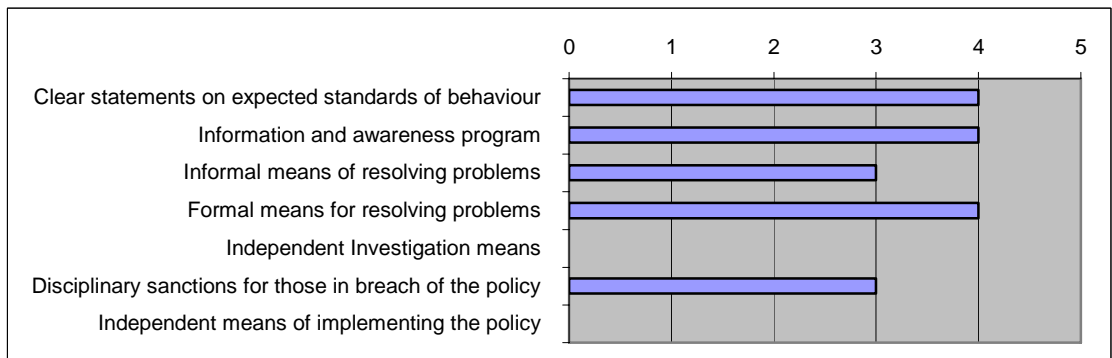 0 1 2 3 4 5
Clear statements on expected standards of behaviour
Information and awareness program
Informal means of resolving problems
Formal means for resolving problems
Independent Investigation means
Disciplinary sanctions for those in breach of the policy
Independent means of implementing the policy